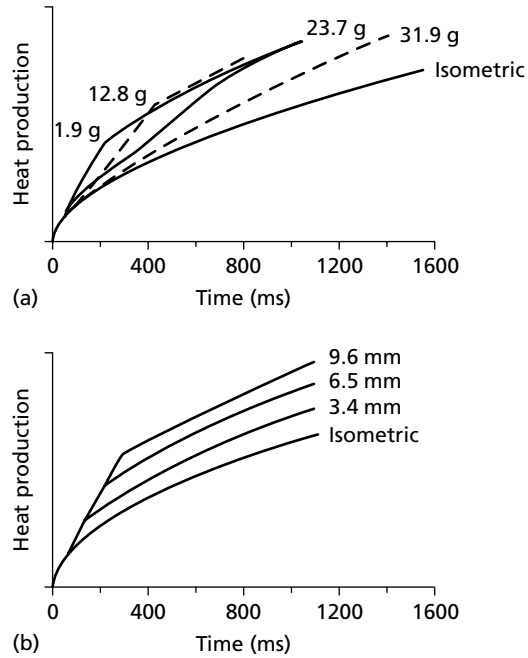 Heat production
23.7 g
31.9 g
12.8 g
Isometric
1.9 g
0 400 800 1200 1600
(a)
Time (ms)
Heat production
9.6 mm
6.5 mm
3.4 mm
Isometric
0 400 800 1200 1600
(b)
Time (ms)